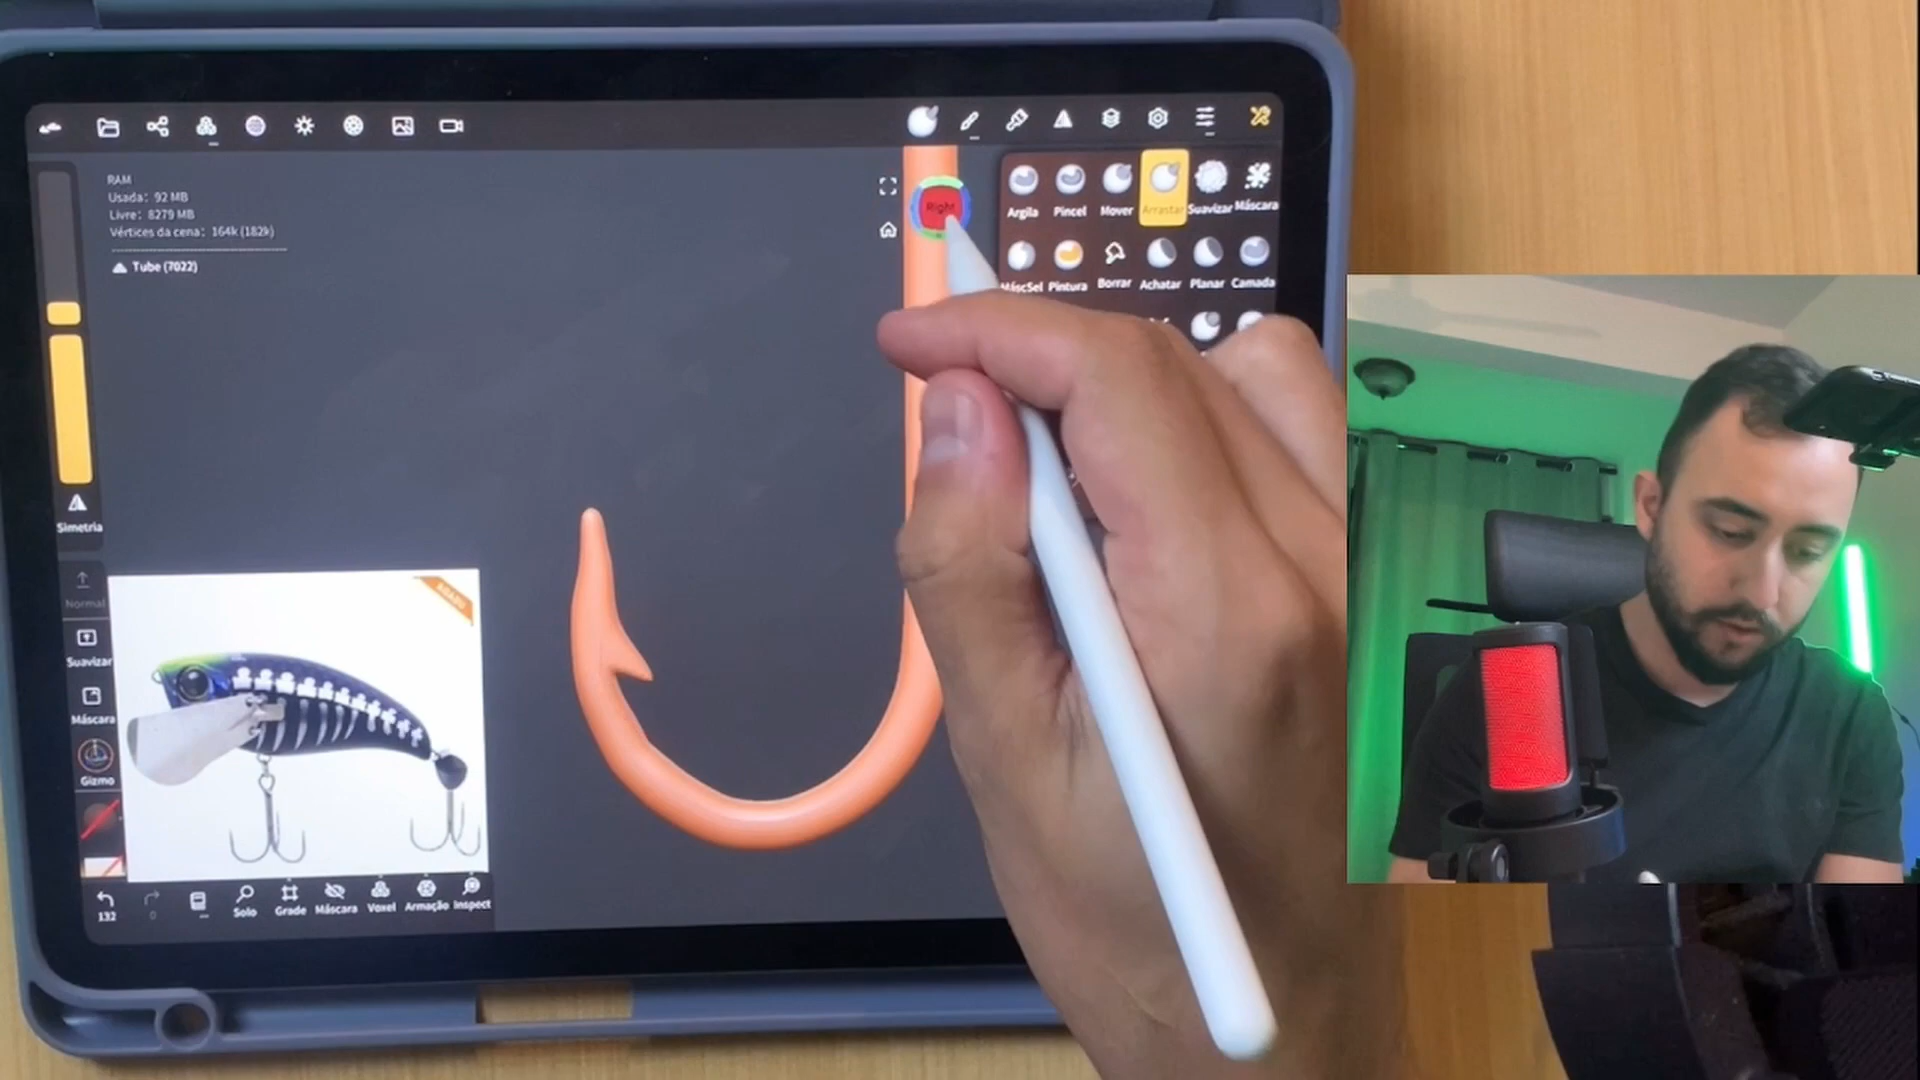 RAM
Usada: 92 MB
Livre: 8279 MB
Vértices da cena: 164k (182k)
Tube (7022)
Right
Argila Pincel Mover Arrastar Suavizar Máscara
MáscSel Pintura Borrar Achatar Planar Camada
Simetria
Normal
Suavizar
Máscara
Gizmo
132 0 Solo Grade Máscara Voxel Armação Inspect